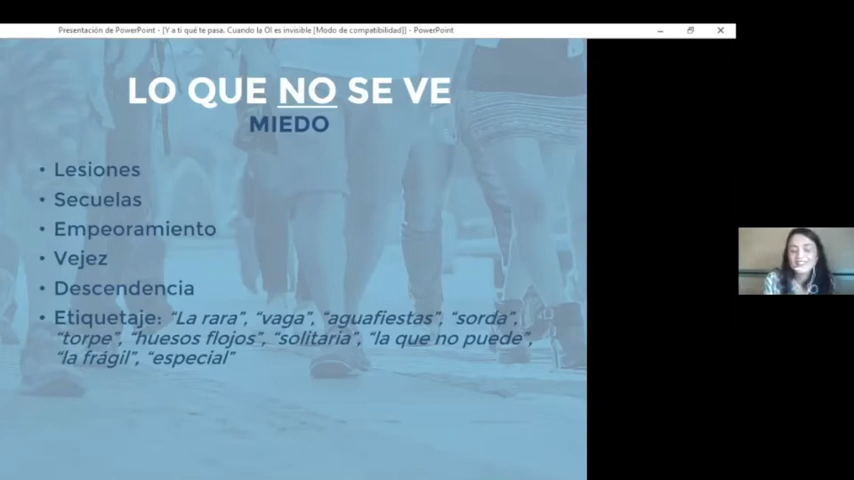 Presentación de PowerPoint - [Y a ti qué te pasa. Cuando la OI es invisible [Modo de compatibilidad]] - PowerPoint
LO QUE NO SE VE
MIEDO
• Lesiones
• Secuelas
• Empeoramiento
• Vejez
• Descendencia
• Etiquetaje: “La rara”, “vaga”, “aguafiestas”, “sorda”,
“torpe”, “huesos flojos”, “solitaria”, “la que no puede”,
“la frágil”, “especial”